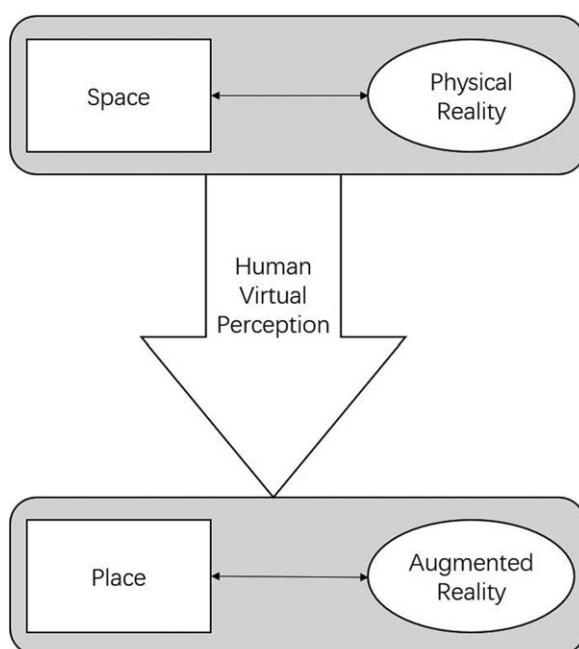 Space
Physical
Reality
Human
Virtual
Perception
Place
Augmented
Reality